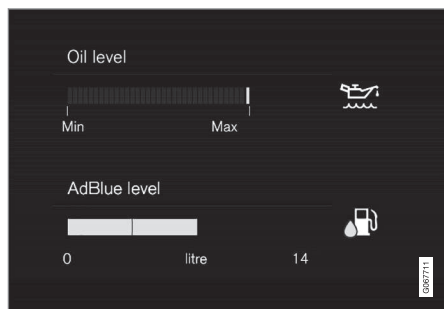 Oil level
Min Max
AdBlue level
0 litre 14
G067711